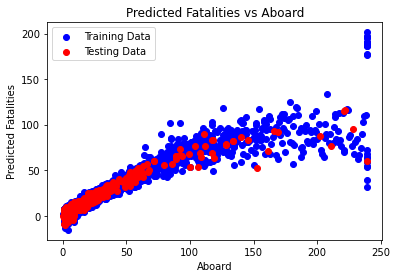 Predicted Fatalities vs Aboard
Training Data
Testing Data
Predicted Fatalities
200
150
100
50
0
0 50 100 150 200 250
Aboard